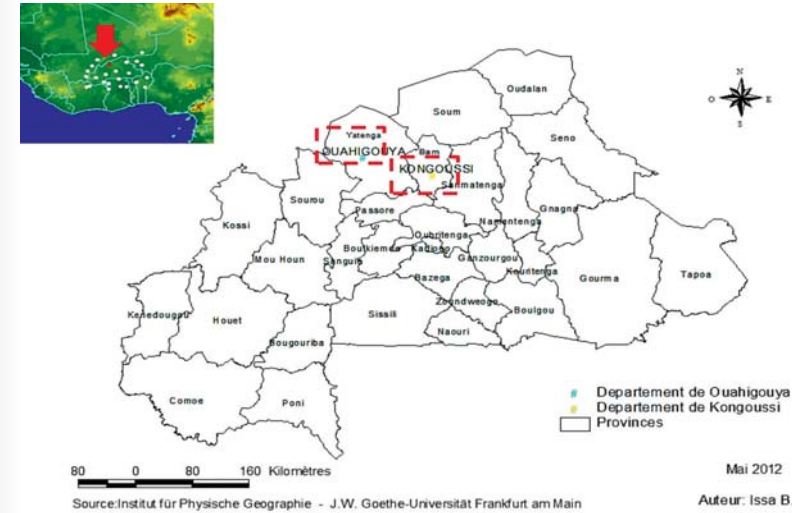 Oudalan
Soum
N
O E
S
Seno
Yatenga
OUAHIGOUYA
Bam
KONGOUSSI
Sanmatenga
Sourou
Passore
Gnagna
Namentenga
Kossi
Oubritenga
Mou Houn
Boulkiemde
Kadiogo
Sanguie
Ganzourgou
Kouritenga
Gourma
Tapoa
Bazega
Zoundweogo
Kenedougou
Houet
Sissili
Boulgou
Naouri
Bougouriba
Comoe
Poni
# Departement de Ouahigouya
# Departement de Kongoussi
Provinces
80 0 80 160 Kilomètres
Mai 2012
Source:Institut für Physische Geographie - J.W. Goethe-Universität Frankfurt am Main
Auteur: Issa B.